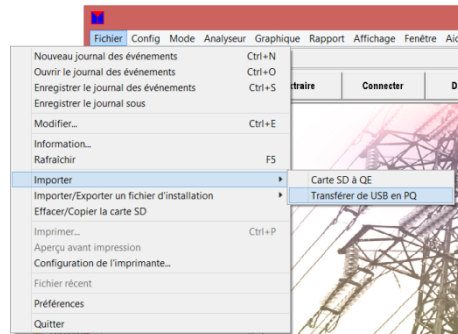 Fichier Config Mode Analyseur Graphique Rapport Affichage Fenêtre
Nouveau journal des événements Ctrl+N
Ouvrir le journal des événements Ctrl+O
Enregistrer le journal des événements Ctrl+S
Enregistrer le journal sous
Modifier... Ctrl+E
Information...
Rafraîchir F5
Importer
Importer/Exporter un fichier d'installation
Effacer/Copier la carte SD
Imprimer... Ctrl+P
Aperçu avant impression
Configuration de l'imprimante...
Fichier récent
Préférences
Quitter
traire Connecter D
Carte SD à QE
Transférer de USB en PQ